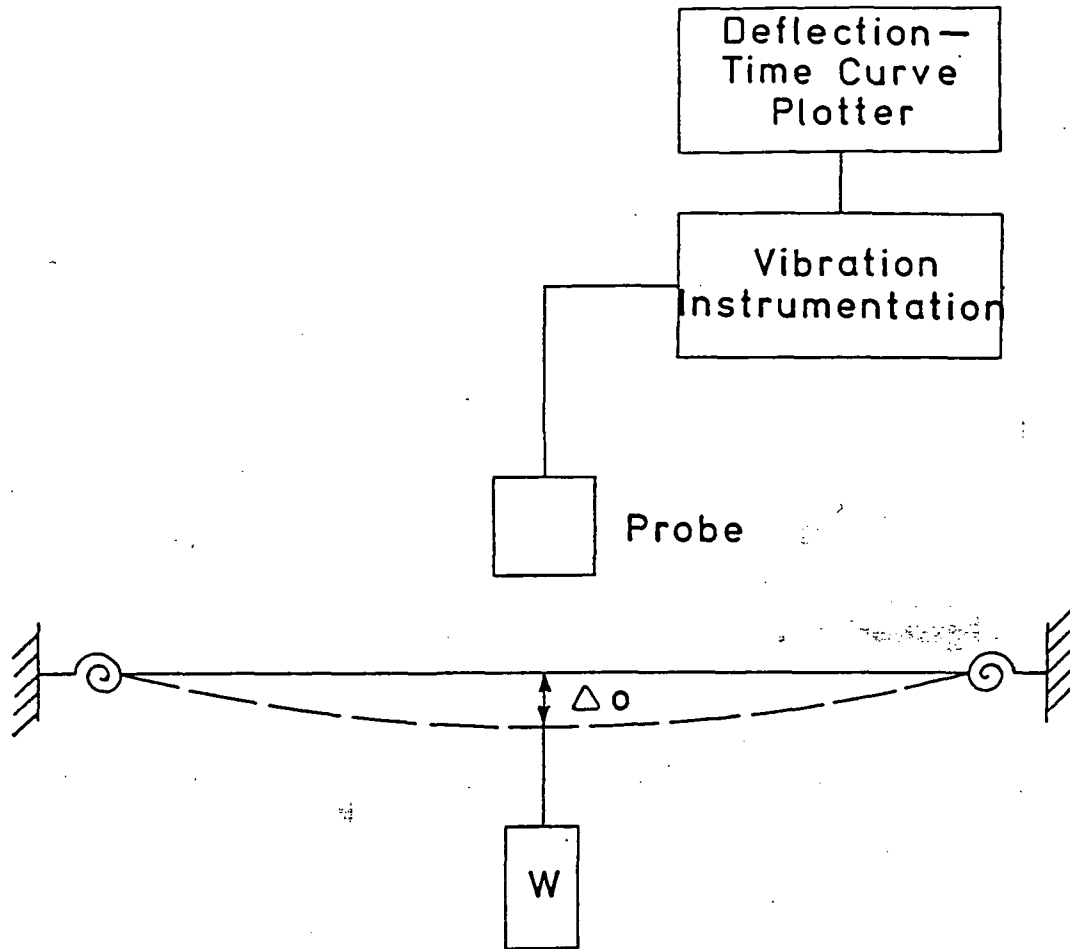 Deflection—
Time Curve
Plotter
Vibration
Instrumentation
Probe
Δo
W